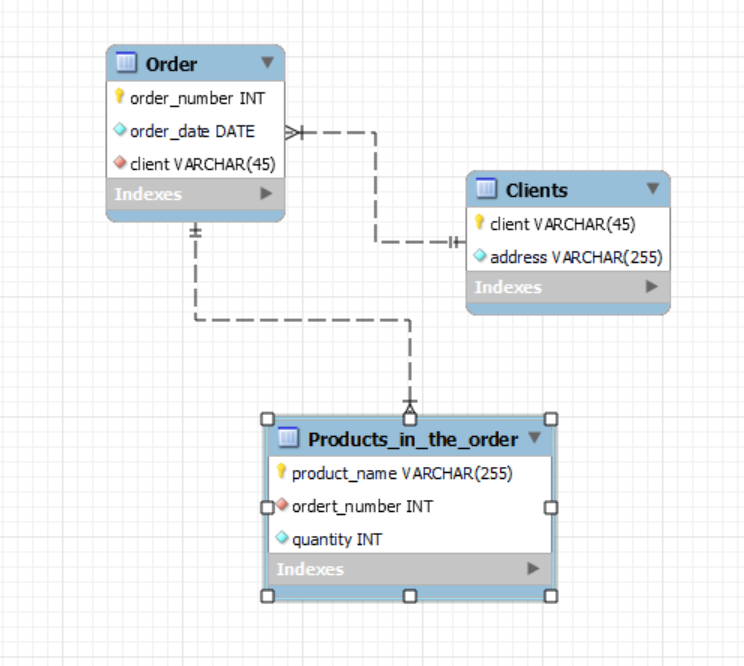 Order
order_number INT
order_date DATE
client VARCHAR(45)
Indexes
Clients
client VARCHAR(45)
address VARCHAR(255)
Indexes
Products_in_the_order
product_name VARCHAR(255)
ordert_number INT
quantity INT
Indexes